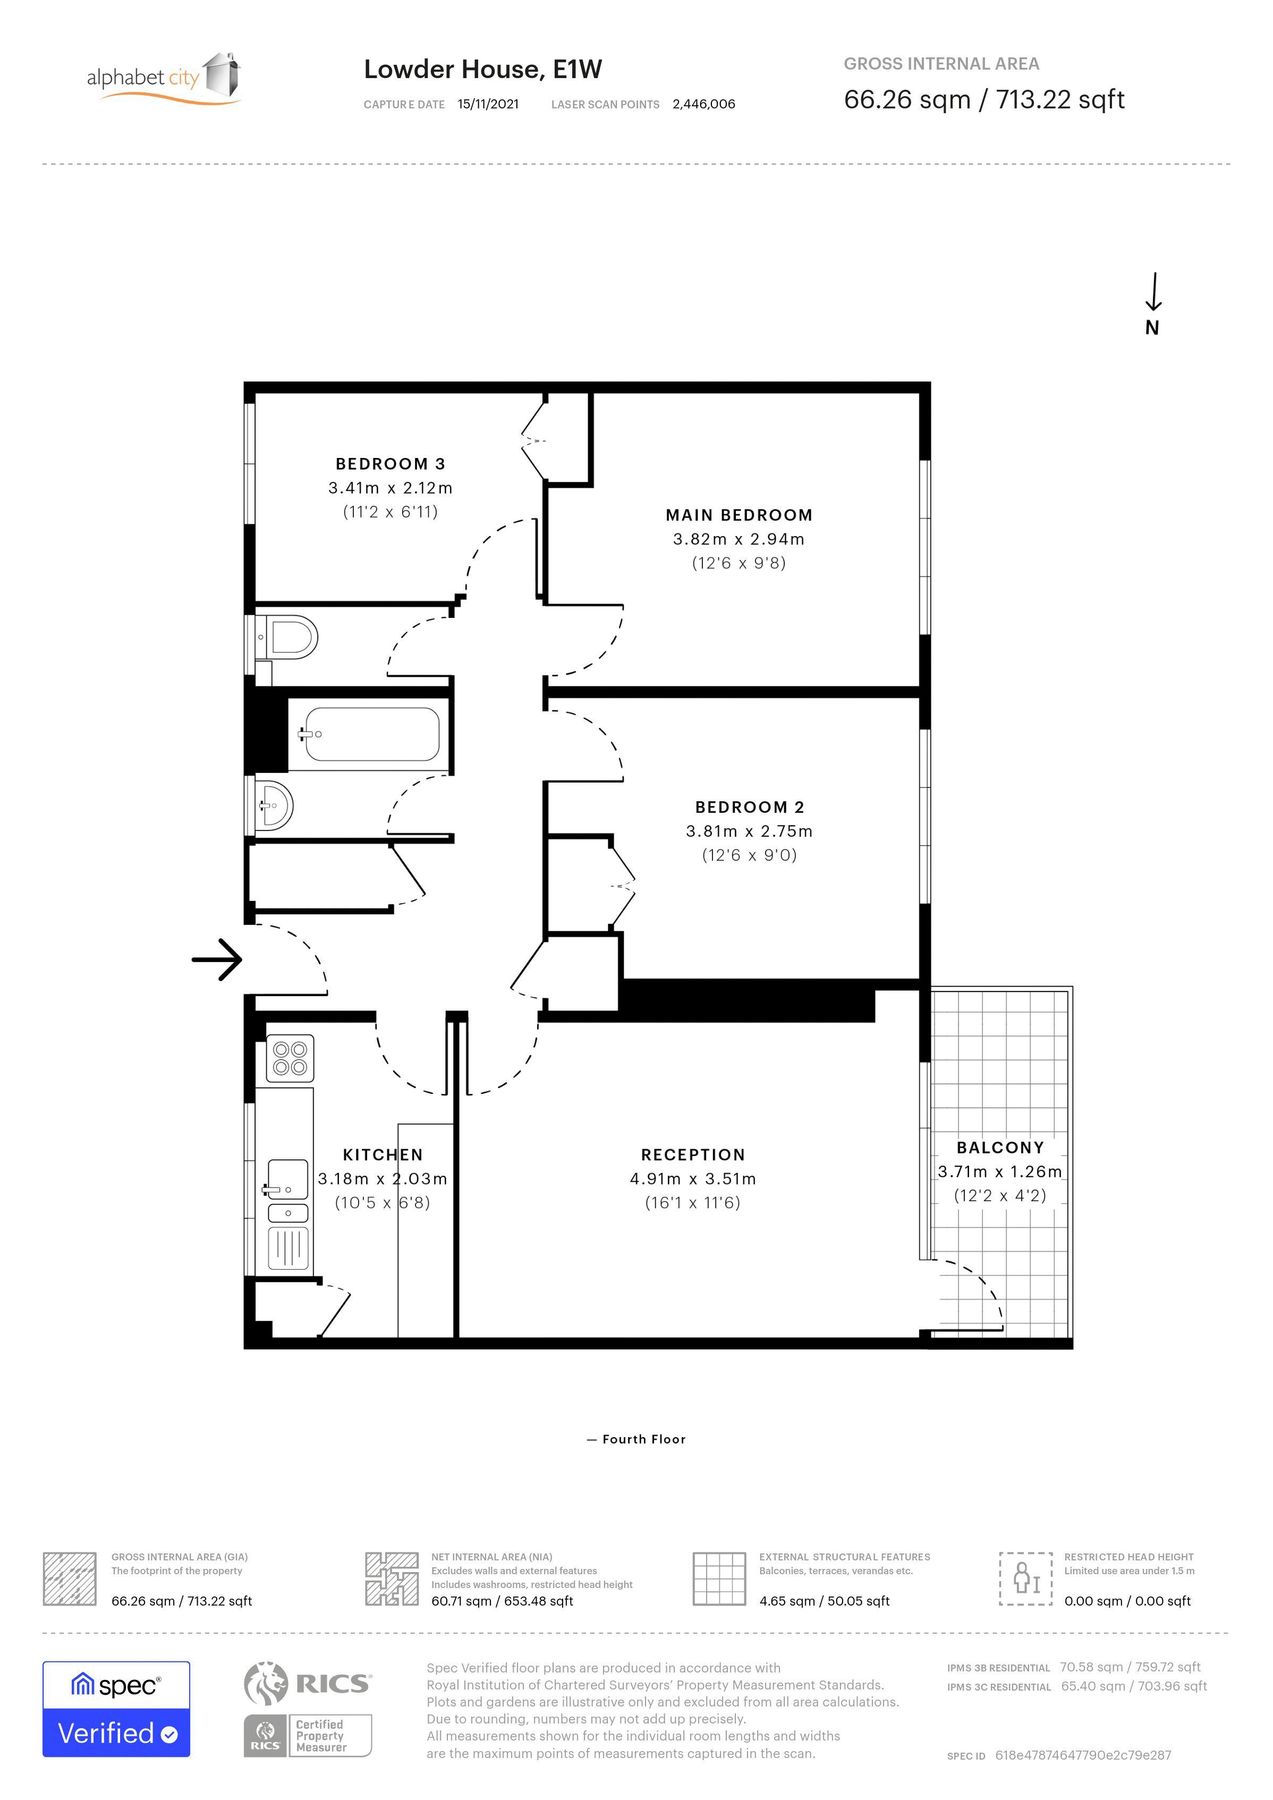 alphabet city
Lowder House, E1W
CAPTURE DATE 15/11/2021 LASER SCAN POINTS 2,446,006
GROSS INTERNAL AREA
66.26 sqm / 713.22 sqft
N
BEDROOM 3
3.41m x 2.12m
(11'2 x 6'11)
MAIN BEDROOM
3.82m x 2.94m
(12'6 x 9'8)
BEDROOM 2
3.81m x 2.75m
(12'6 x 9'0)
KITCHEN
3.18m x 2.03m
(10'5 x 6'8)
RECEPTION
4.91m x 3.51m
(16'1 x 11'6)
BALCONY
3.71m x 1.26m
(12'2 x 4'2)
— Fourth Floor
GROSS INTERNAL AREA (GIA)
The footprint of the property
66.26 sqm / 713.22 sqft
NET INTERNAL AREA (NIA)
Excludes walls and external features
Includes washrooms, restricted head height
60.71 sqm / 653.48 sqft
EXTERNAL STRUCTURAL FEATURES
Balconies, terraces, verandas etc.
4.65 sqm / 50.05 sqft
RESTRICTED HEAD HEIGHT
Limited use area under 1.5 m
0.00 sqm / 0.00 sqft
spec®
Verified
RICS
RICS
Certified
Property
Measurer
Spec Verified floor plans are produced in accordance with
Royal Institution of Chartered Surveyors' Property Measurement Standards.
Plots and gardens are illustrative only and excluded from all area calculations.
Due to rounding, numbers may not add up precisely.
All measurements shown for the individual room lengths and widths
are the maximum points of measurements captured in the scan.
IPMS 3B RESIDENTIAL 70.58 sqm / 759.72 sqft
IPMS 3C RESIDENTIAL 65.40 sqm / 703.96 sqft
SPEC ID 618e47874647790e2c79e287